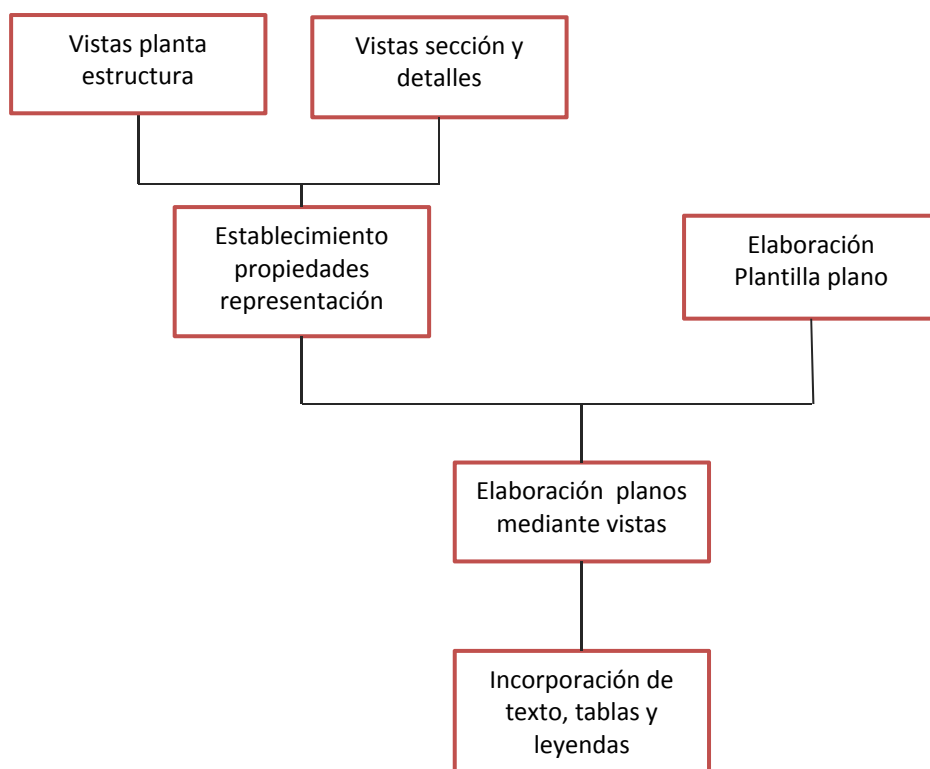 Vistas planta
estructura
Vistas sección y
detalles
Establecimiento
propiedades
representación
Elaboración
Plantilla plano
Elaboración  planos
mediante vistas
Incorporación de
texto, tablas y
leyendas